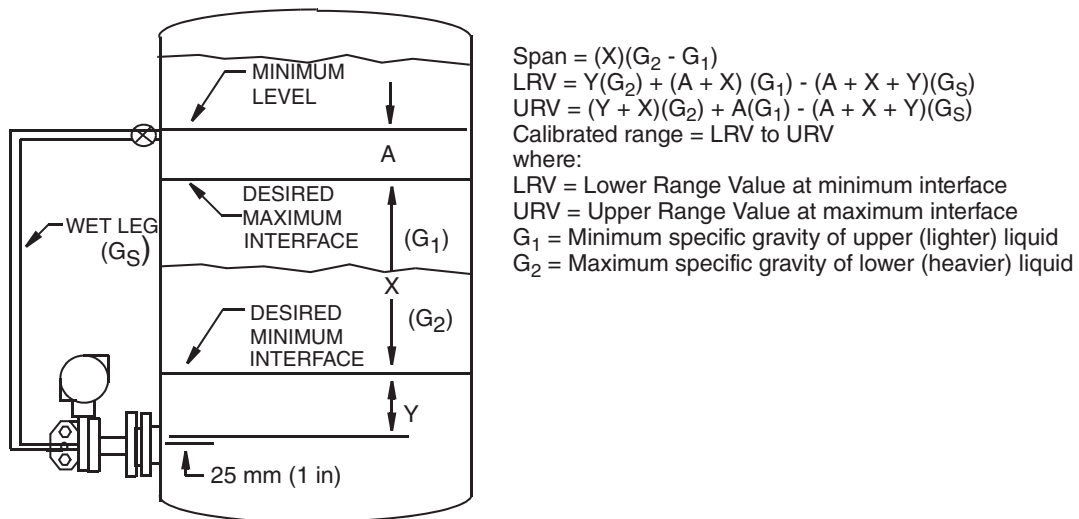 MINIMUM
LEVEL
A
DESIRED
MAXIMUM
INTERFACE
WET LEG
(G_S)
(G₁)
X
(G₂)
DESIRED
MINIMUM
INTERFACE
Y
25 mm (1 in)
Span = (X)(G₂ - G₁)
LRV = Y(G₂) + (A + X) (G₁) - (A + X + Y)(G_S)
URV = (Y + X)(G₂) + A(G₁) - (A + X + Y)(G_S)
Calibrated range = LRV to URV
where:
LRV = Lower Range Value at minimum interface
URV = Upper Range Value at maximum interface
G₁ = Minimum specific gravity of upper (lighter) liquid
G₂ = Maximum specific gravity of lower (heavier) liquid